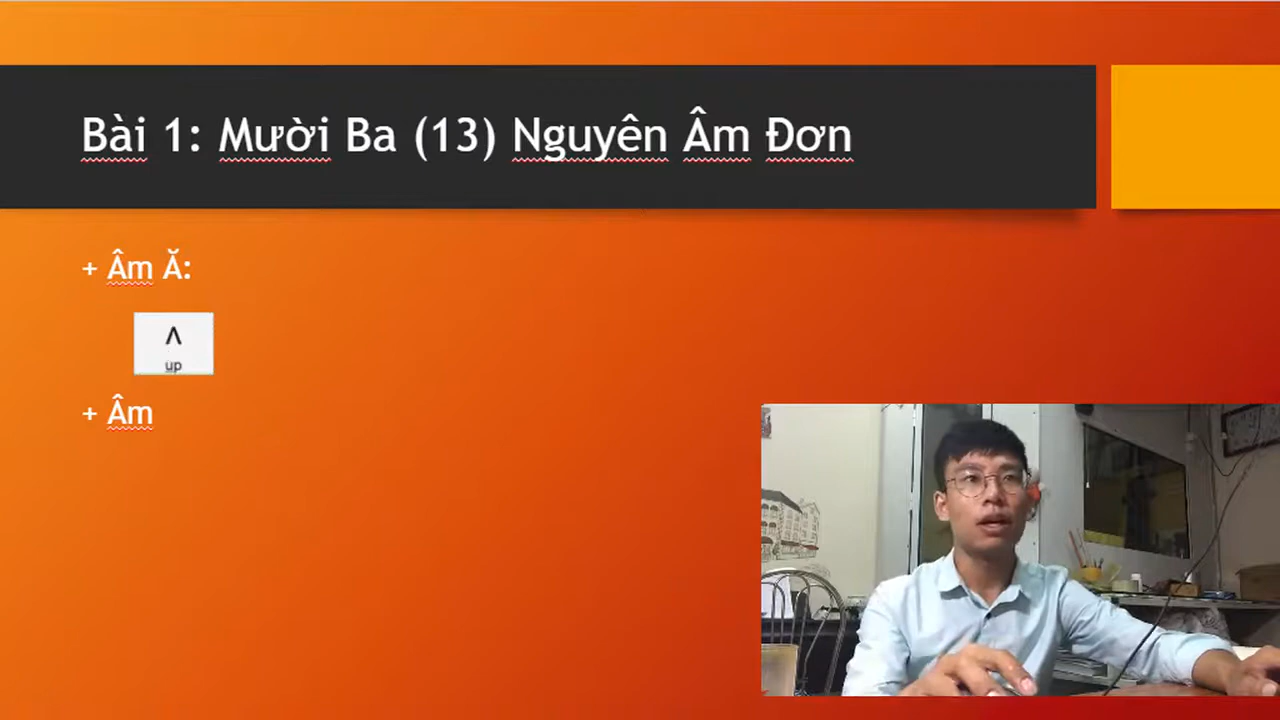 Bài 1: Mười Ba (13) Nguyên Âm Đơn
+ Âm Ă:
ʌ
up
+ Âm